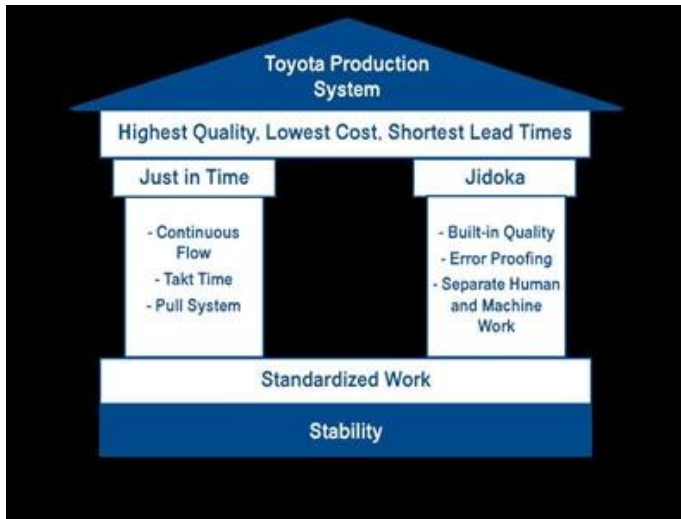 Toyota Production
System
Highest Quality, Lowest Cost, Shortest Lead Times
Just in Time
- Continuous
Flow
- Takt Time
- Pull System
Jidoka
- Built-in Quality
- Error Proofing
- Separate Human
and Machine
Work
Standardized Work
Stability